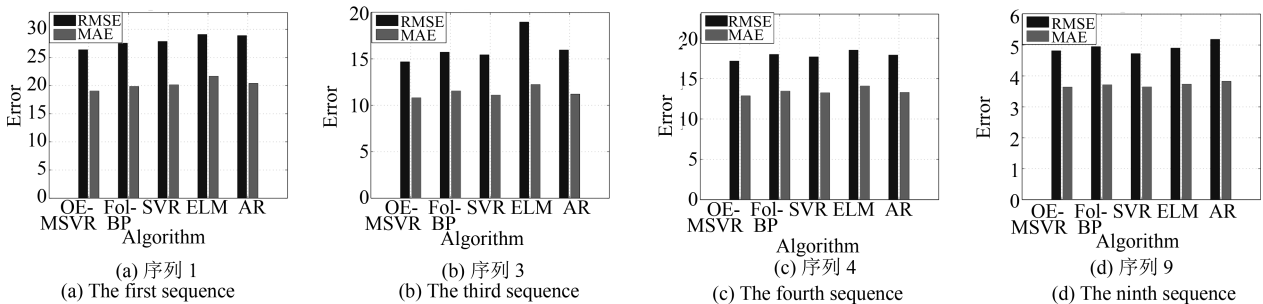 30
25
20
15
10
5
0
Error
RMSE
MAE
OE-
MSVR
Fol-
BP
SVR
ELM
AR
Algorithm
(a) 序列 1
(a) The first sequence
20
15
10
5
0
Error
RMSE
MAE
OE-
MSVR
Fol-
BP
SVR
ELM
AR
Algorithm
(b) 序列 3
(b) The third sequence
20
15
10
5
0
Error
RMSE
MAE
OE-
MSVR
Fol-
BP
SVR
ELM
AR
Algorithm
(c) 序列 4
(c) The fourth sequence
6
5
4
3
2
1
0
Error
RMSE
MAE
OE-
MSVR
Fol-
BP
SVR
ELM
AR
Algorithm
(d) 序列 9
(d) The ninth sequence